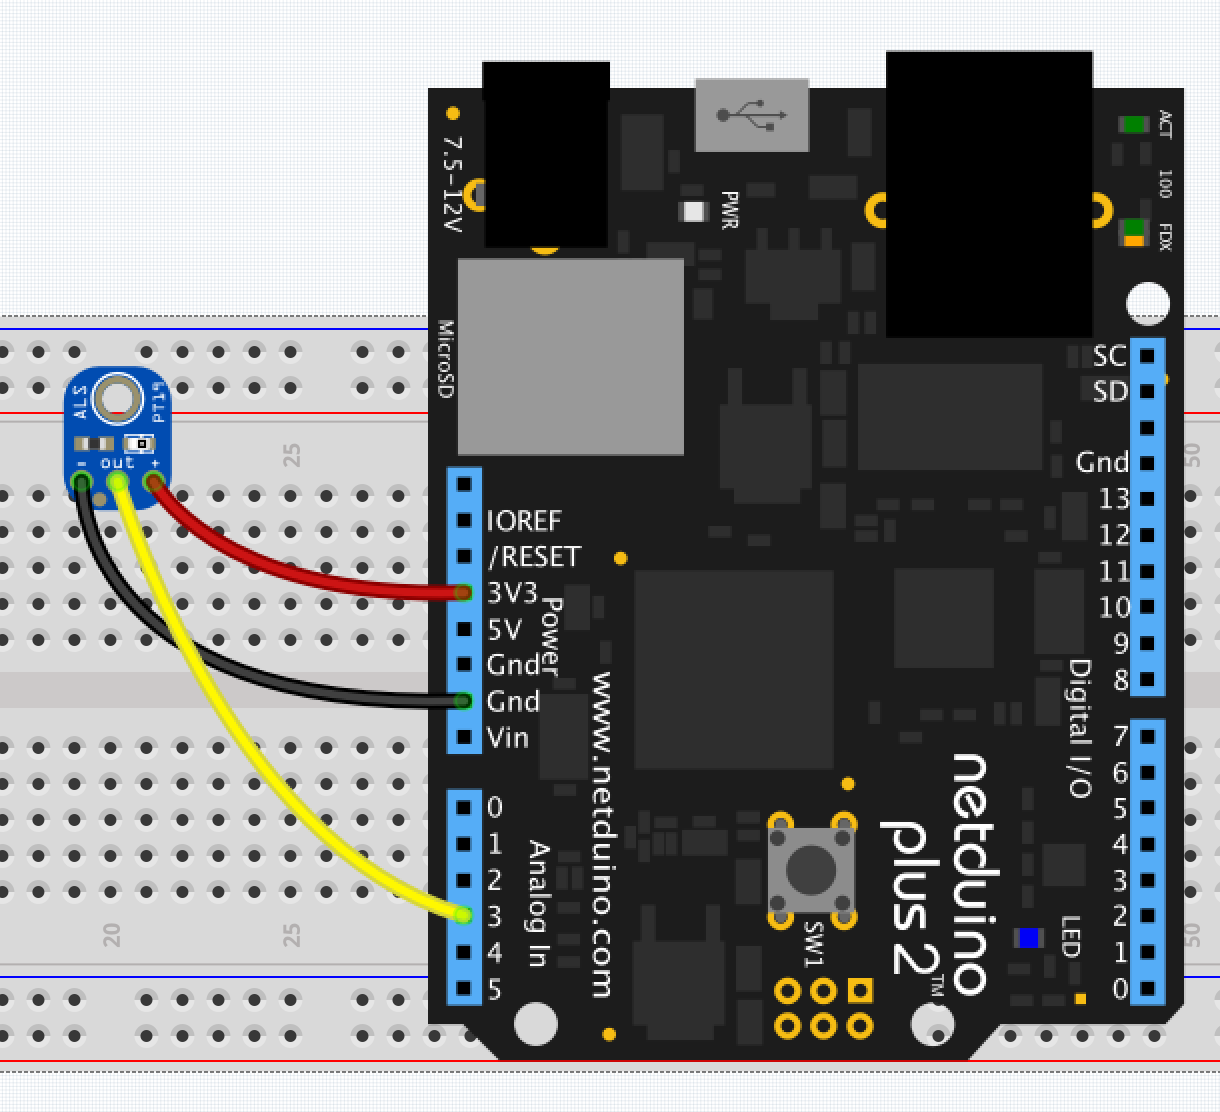 7.5-12V
PWR
ACT
100
FDX
MicroSD
ALS
PT19
- out +
25
50
SC
SD
Gnd
13
12
11
10
9
8
IOREF
/RESET
3V3
5V
Gnd
Gnd
Vin
Power
www.netduino.com
Digital I/O
7
6
5
4
3
2
1
0
0
1
2
3
4
5
Analog In
netduino
plus 2™
SW1
LED
20
25
50